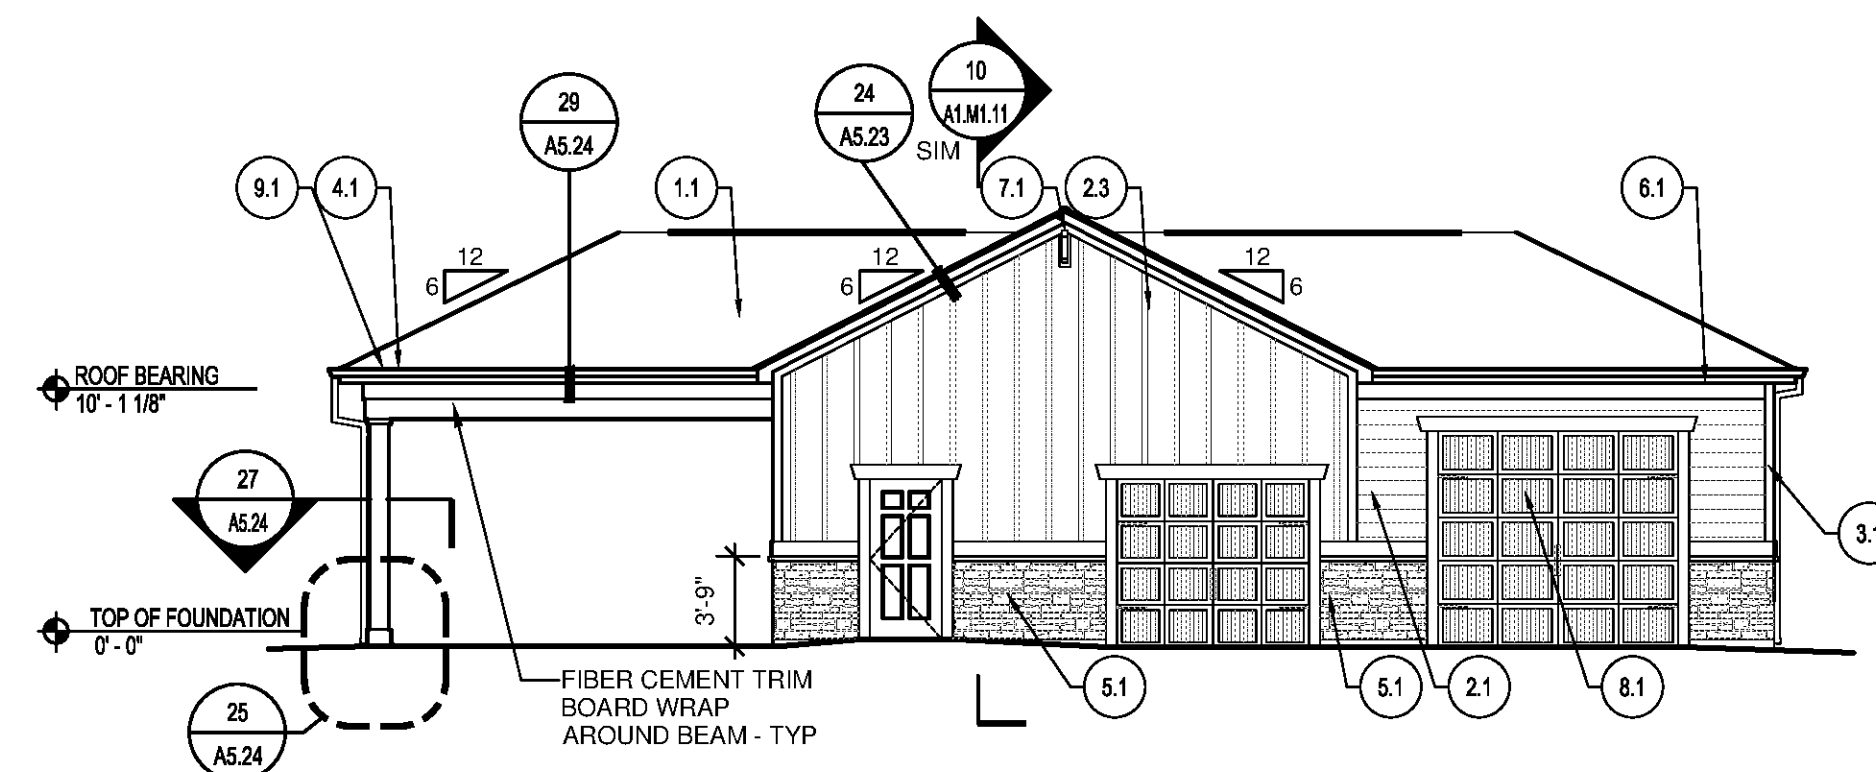 10
A1.M1.11
SIM
29
A5.24
24
A5.23
9.1
4.1
1.1
7.1
2.3
6.1
12
6
12
6
12
6
ROOF BEARING
10' - 1 1/8"
27
A5.24
3.1
3'-9"
TOP OF FOUNDATION
0' - 0"
FIBER CEMENT TRIM
BOARD WRAP
AROUND BEAM - TYP
5.1
5.1
2.1
8.1
25
A5.24